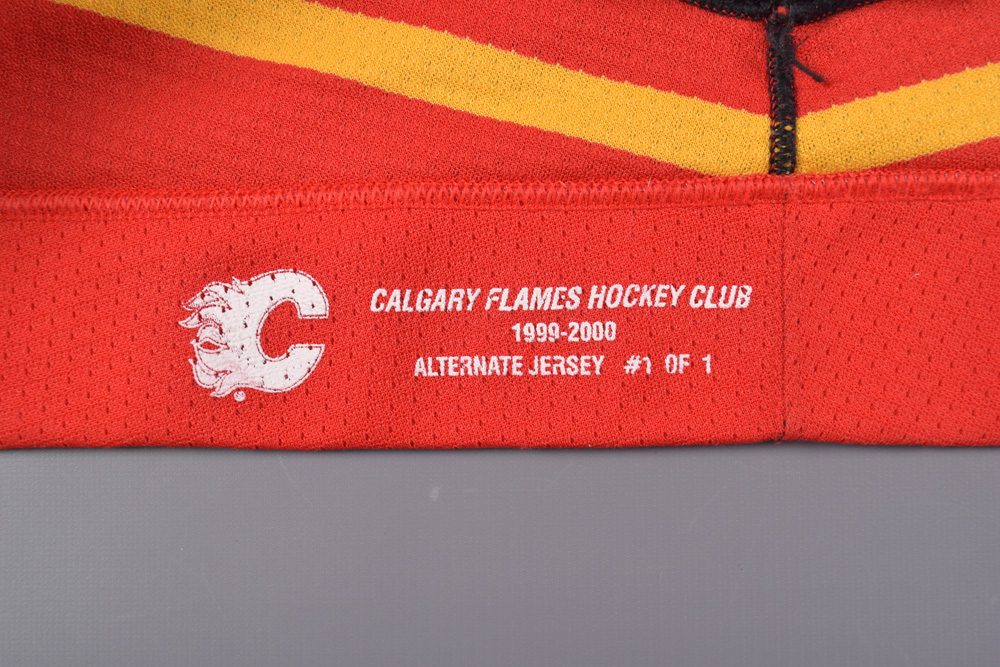 CALGARY FLAMES HOCKEY CLUB
1999-2000
ALTERNATE JERSEY #1 OF 1